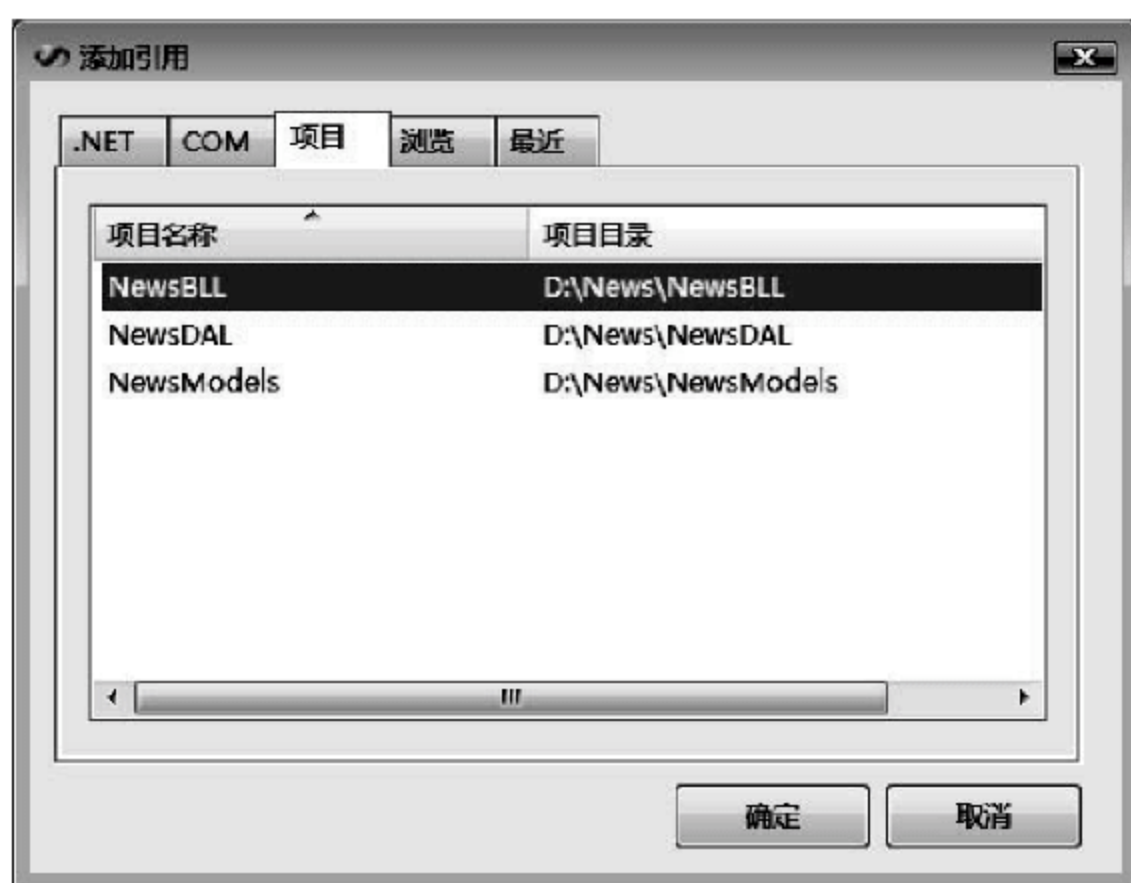 添加引用
.NET COM 项目 浏览 最近
项目名称 项目目录
NewsBLL D:\News\NewsBLL
NewsDAL D:\News\NewsDAL
NewsModels D:\News\NewsModels
确定 取消